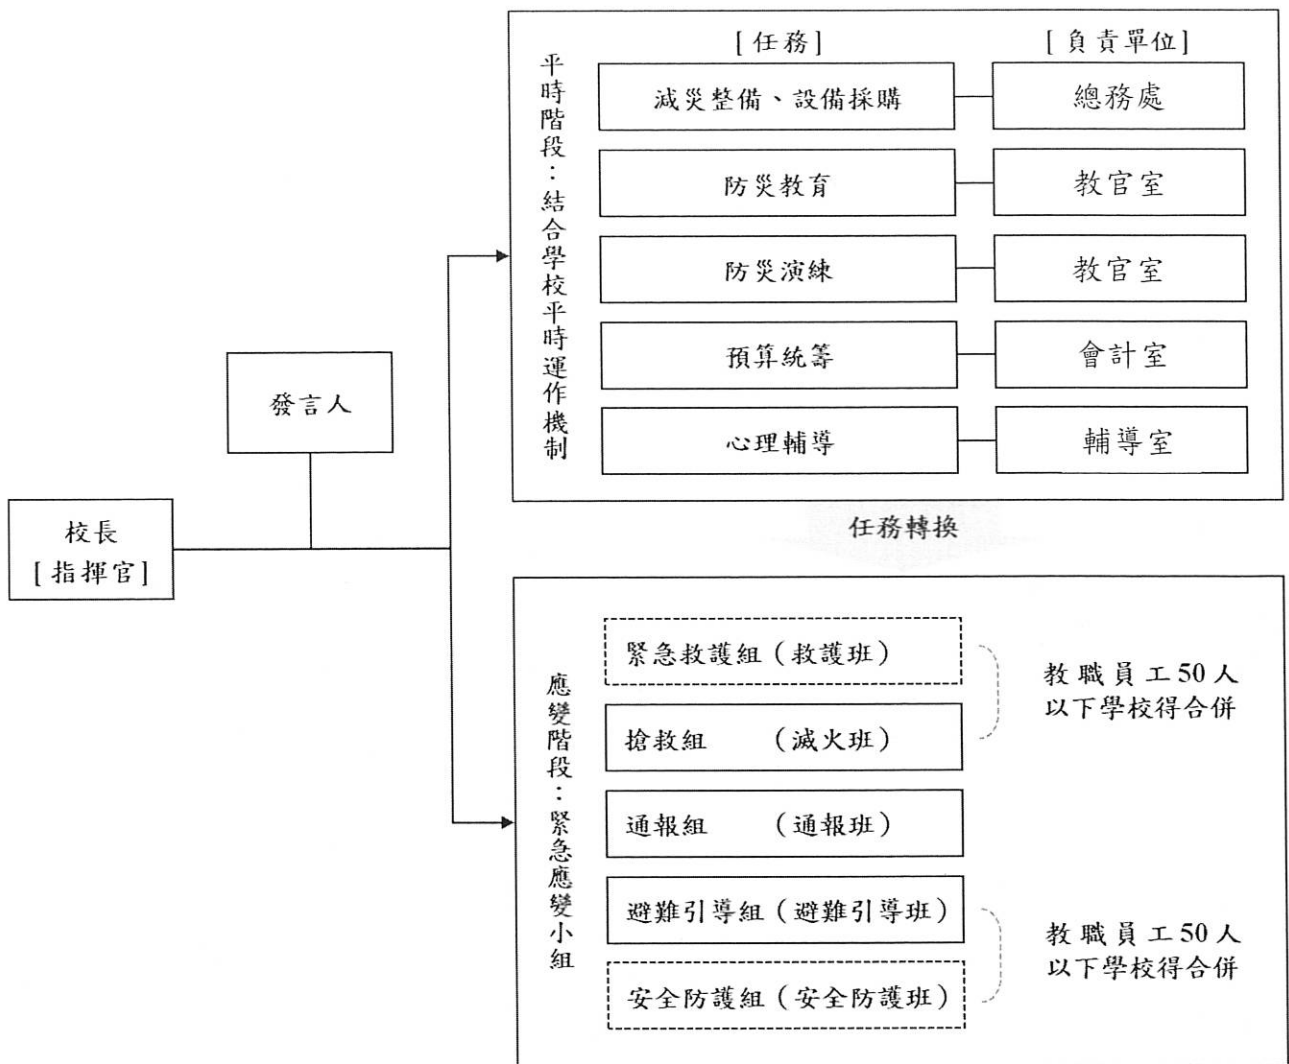 [任務]
[負責單位]
平時階段：結合學校平時運作機制
減災整備、設備採購
總務處
防災教育
教官室
防災演練
教官室
預算統籌
會計室
心理輔導
輔導室
發言人
校長
[指揮官]
任務轉換
應變階段：緊急應變小組
緊急救護組（救護班）
搶救組（滅火班）
教職員工50人
以下學校得合併
通報組（通報班）
避難引導組（避難引導班）
安全防護組（安全防護班）
教職員工50人
以下學校得合併